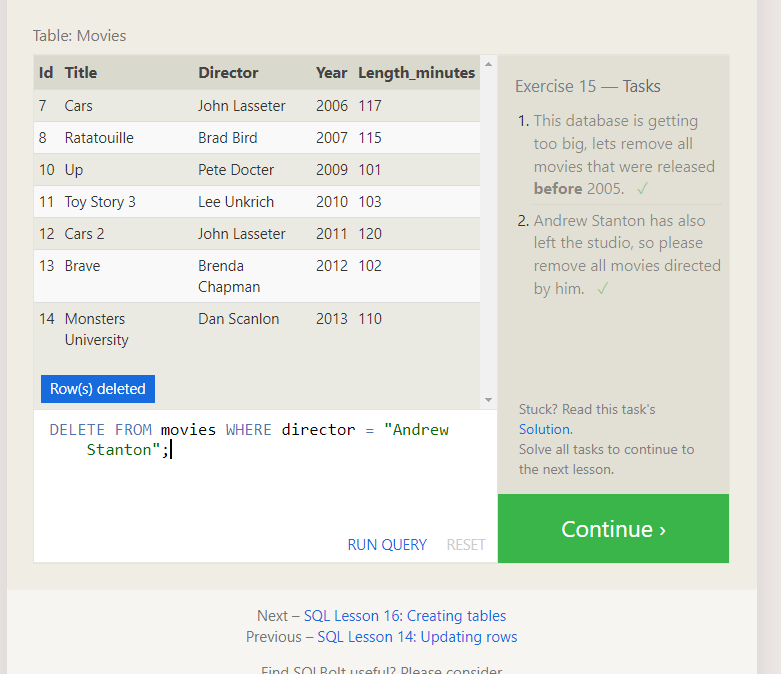 Table: Movies
Id Title Director Year Length_minutes
7 Cars John Lasseter 2006 117
8 Ratatouille Brad Bird 2007 115
10 Up Pete Docter 2009 101
11 Toy Story 3 Lee Unkrich 2010 103
12 Cars 2 John Lasseter 2011 120
13 Brave Brenda Chapman 2012 102
14 Monsters University Dan Scanlon 2013 110
Row(s) deleted
DELETE FROM movies WHERE director = "Andrew
Stanton";
RUN QUERY RESET
Exercise 15 — Tasks
1. This database is getting
too big, lets remove all
movies that were released
before 2005. ✓
2. Andrew Stanton has also
left the studio, so please
remove all movies directed
by him. ✓
Stuck? Read this task's
Solution.
Solve all tasks to continue to
the next lesson.
Continue ›
Next – SQL Lesson 16: Creating tables
Previous – SQL Lesson 14: Updating rows
Find SQLBolt useful? Please consider